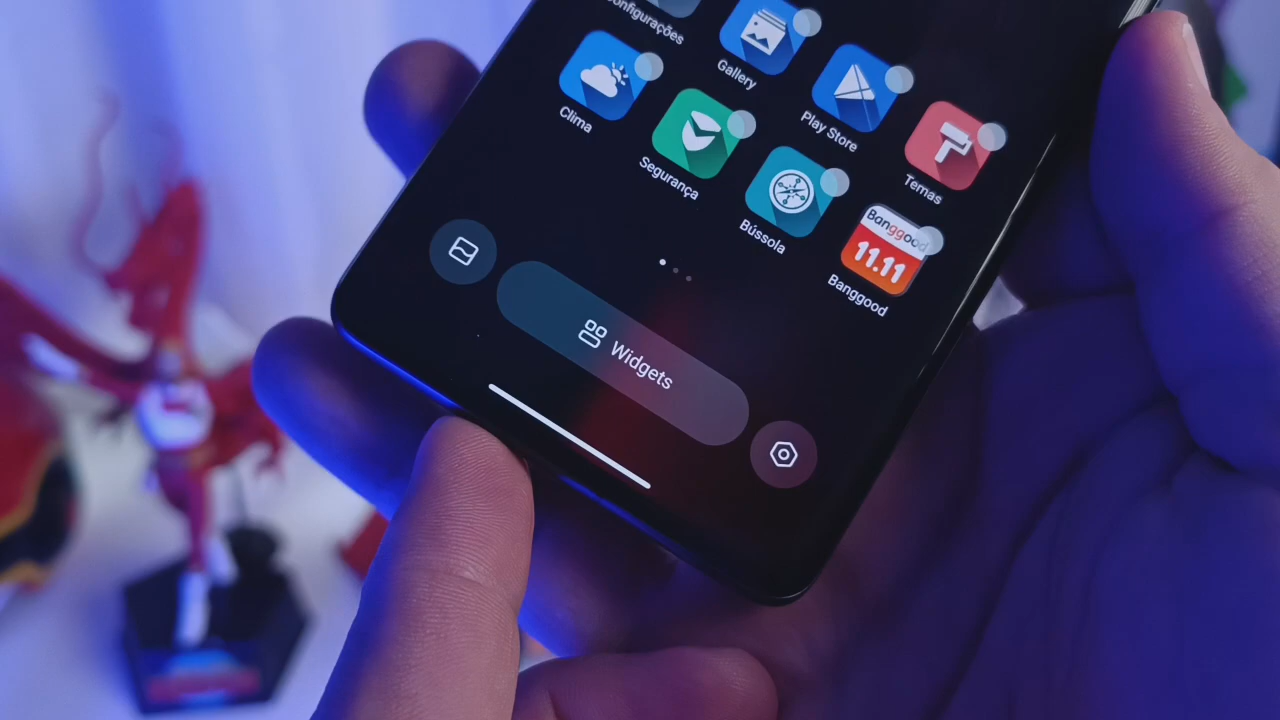 Configurações
Gallery
Play Store
Temas
Clima
Segurança
Bússola
Banggood
11.11
Banggood
Widgets